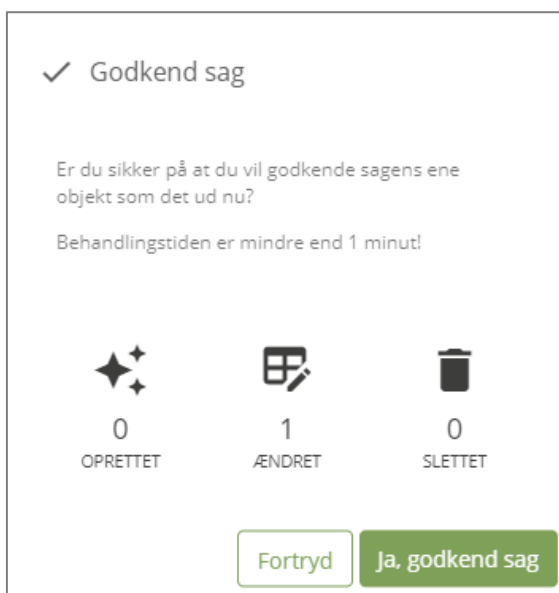 Godkend sag
Er du sikker på at du vil godkende sagens ene
objekt som det ud nu?
Behandlingstiden er mindre end 1 minut!
0 1 0
OPRETTET ÆNDRET SLETTET
Fortryd Ja, godkend sag